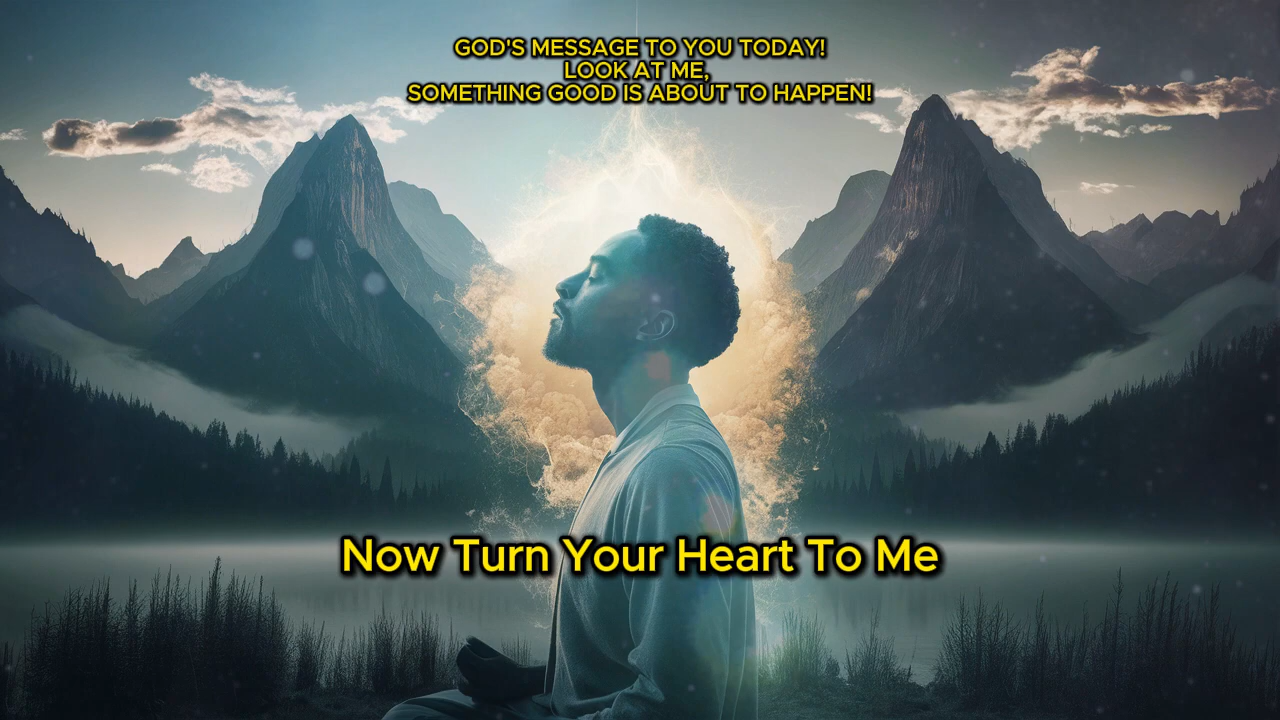 GOD'S MESSAGE TO YOU TODAY!
LOOK AT ME,
SOMETHING GOOD IS ABOUT TO HAPPEN!
Now Turn Your Heart To Me